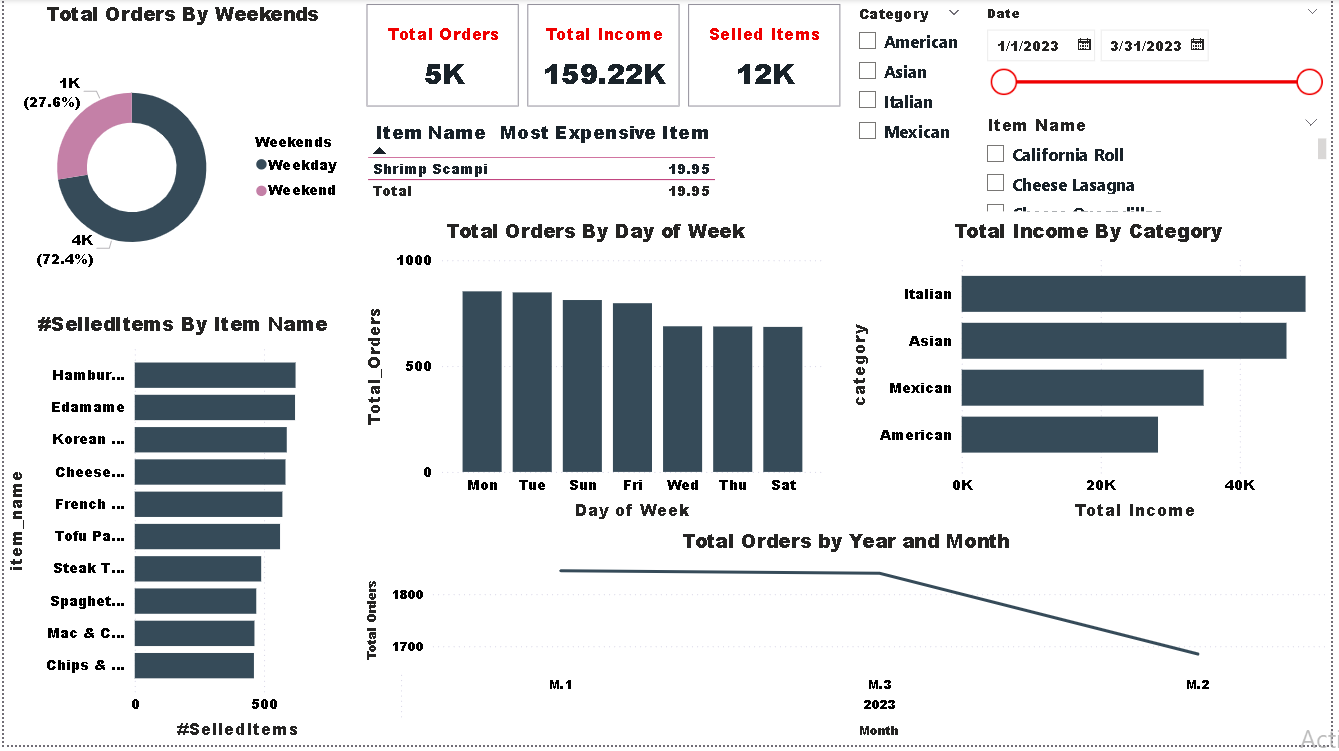 Total Orders By Weekends
1K
(27.6%)
4K
(72.4%)
Weekends
Weekday
Weekend
Total Orders
5K
Total Income
159.22K
Selled Items
12K
Item Name Most Expensive Item
Shrimp Scampi 19.95
Total 19.95
Category
American
Asian
Italian
Mexican
Date
1/1/2023 3/31/2023
Item Name
California Roll
Cheese Lasagna
#SelledItems By Item Name
item_name
Hambur...
Edamame
Korean ...
Cheese...
French ...
Tofu Pa...
Steak T...
Spaghet...
Mac & C...
Chips & ...
0 500
#SelledItems
Total Orders By Day of Week
Total_Orders
1000
500
0
Mon Tue Sun Fri Wed Thu Sat
Day of Week
Total Income By Category
category
Italian
Asian
Mexican
American
0K 20K 40K
Total Income
Total Orders by Year and Month
Total Orders
1800
1700
M.1 M.3 M.2
2023
Month